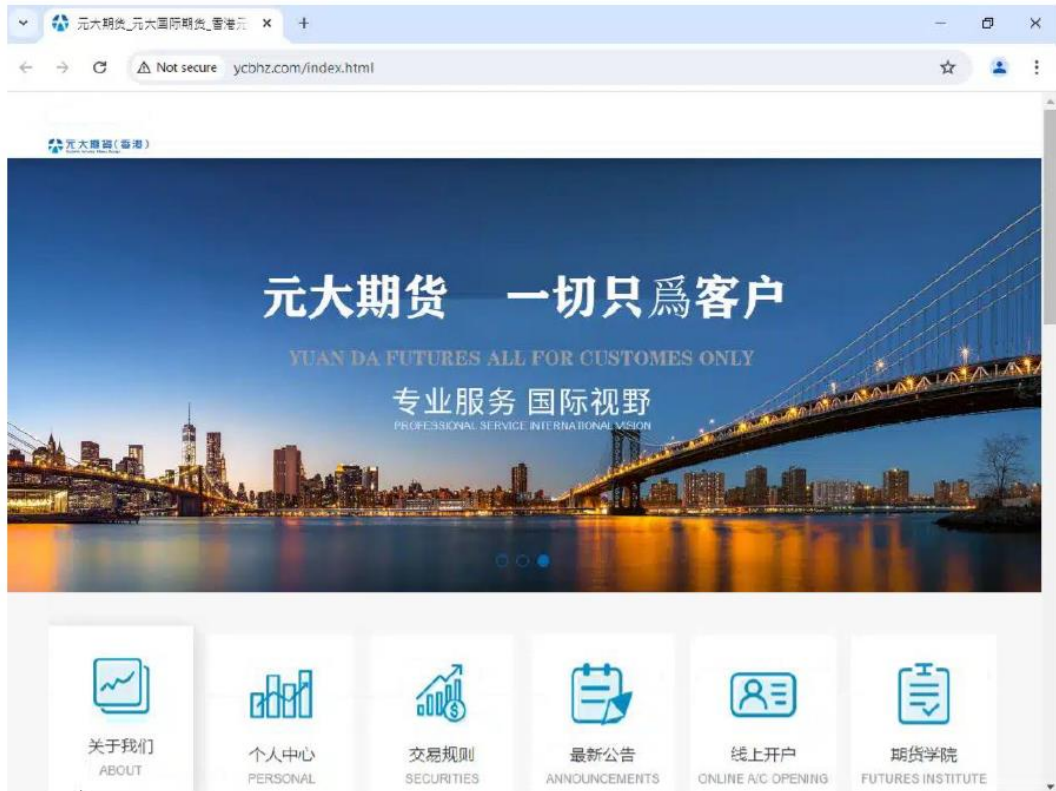 元大期货_元大国际期货_香港元
Not secure ycbhz.com/index.html
元大期貨(香港)
元大期货 一切只爲客户
YUAN DA FUTURES ALL FOR CUSTOMES ONLY
专业服务 国际视野
PROFESSIONAL SERVICE INTERNATIONAL VISION
关于我们
ABOUT
个人中心
PERSONAL
交易规则
SECURITIES
最新公告
ANNOUNCEMENTS
线上开户
ONLINE A/C OPENING
期货学院
FUTURES INSTITUTE